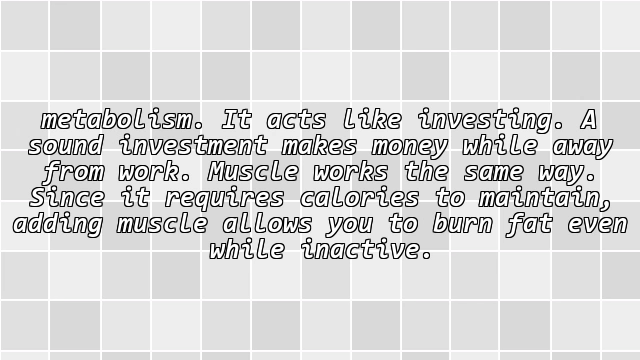 metabolism. It acts like investing. A
sound investment makes money while away
from work. Muscle works the same way.
Since it requires calories to maintain,
adding muscle allows you to burn fat even
while inactive.